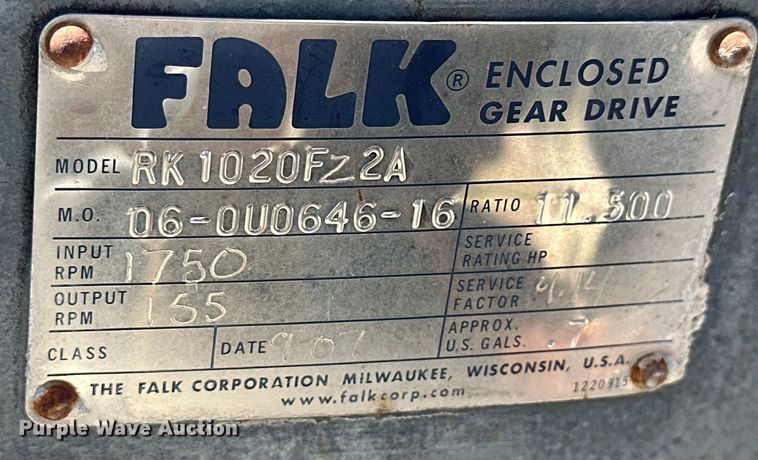 FALK® ENCLOSED
GEAR DRIVE
MODEL RK 1020FZ2A
M.O. 06-0U0646-16 RATIO 11.500
INPUT RPM 1750 SERVICE RATING HP
OUTPUT RPM 155 SERVICE FACTOR
CLASS DATE 9 07 APPROX. U.S. GALS. .7
THE FALK CORPORATION MILWAUKEE, WISCONSIN, U.S.A.
www.falkcorp.com 1220915
Purple Wave Auction